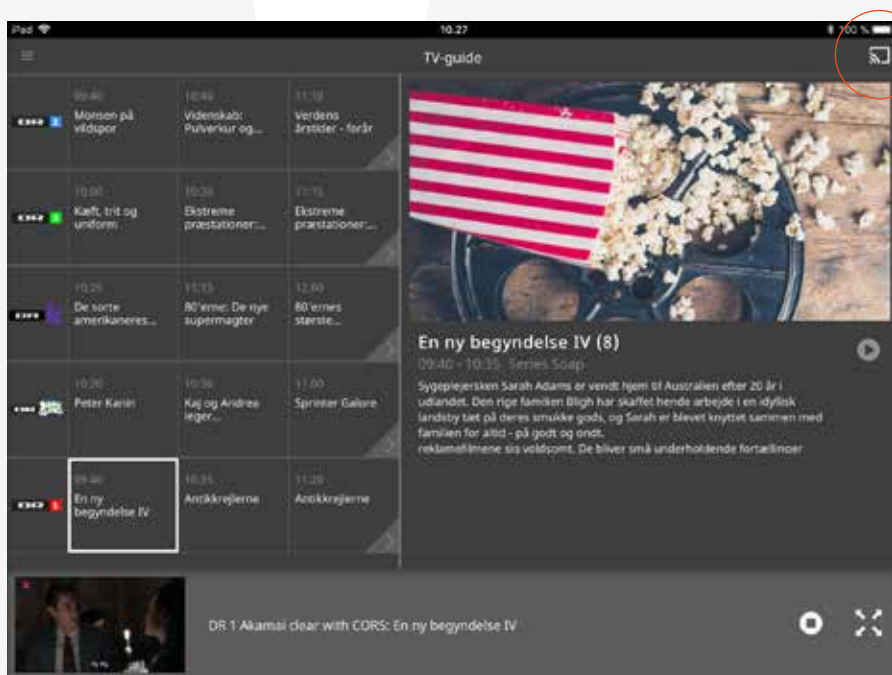 iPad
10.27
100 %
TV-guide
09:40
Monsen på
vildspor
10:40
Videnskab:
Pulverkur og...
11:10
Verdens
årstider - forår
DR 3
10:00
Kæft, trit og
uniform
10:30
Ekstreme
præstationer:...
11:15
Ekstreme
præstationer:...
DR K
10:25
De sorte
amerikaneres...
11:15
80'erne: De nye
supermagter
12:00
80'ernes
største...
10:20
Peter Kanin
10:30
Kaj og Andrea
leger...
11:00
Sprinter Galore
DR 1
09:40
En ny
begyndelse IV
10:35
Antikkrejlerne
11:20
Antikkrejlerne
En ny begyndelse IV (8)
09:40 - 10:35 Series Soap
Sygeplejersken Sarah Adams er vendt hjem til Australien efter 20 år i
udlandet. Den rige familien Bligh har skaffet hende arbejde i en idyllisk
landsby tæt på deres smukke gods, og Sarah er blevet knyttet sammen med
familien for altid - på godt og ondt.
reklamefilmene sig voldsomt. De bliver små underholdende fortællinger
DR 1 Akamai clear with CORS: En ny begyndelse IV